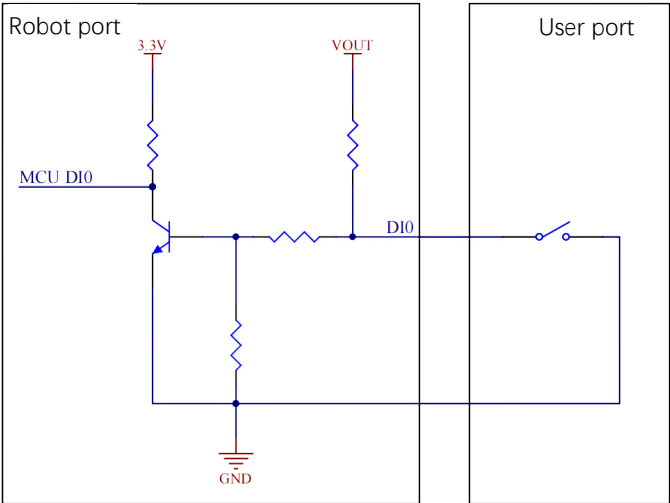 Robot port
User port
3.3V
VOUT
MCU DI0
DI0
GND